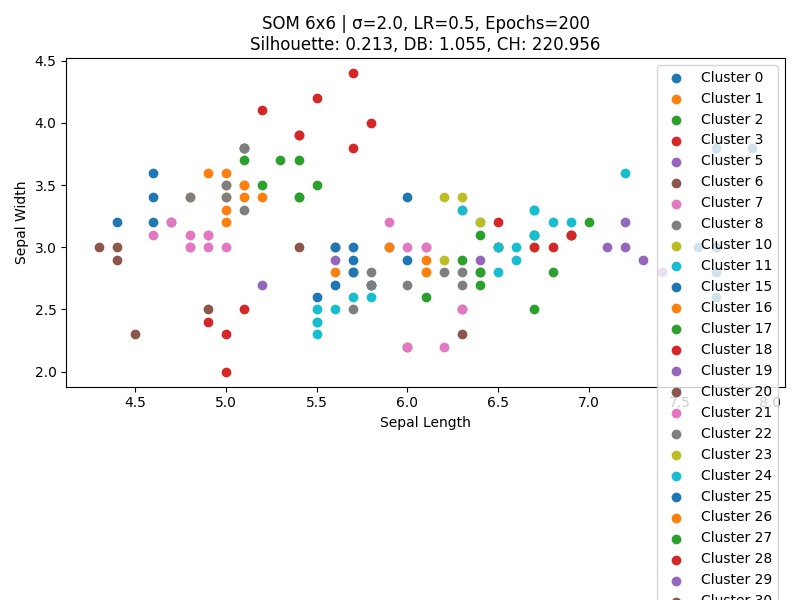 SOM 6x6 | σ=2.0, LR=0.5, Epochs=200
Silhouette: 0.213, DB: 1.055, CH: 220.956
Sepal Width
4.5
4.0
3.5
3.0
2.5
2.0
4.5 5.0 5.5 6.0 6.5 7.0 7.5 8.0
Sepal Length
Cluster 0
Cluster 1
Cluster 2
Cluster 3
Cluster 5
Cluster 6
Cluster 7
Cluster 8
Cluster 10
Cluster 11
Cluster 15
Cluster 16
Cluster 17
Cluster 18
Cluster 19
Cluster 20
Cluster 21
Cluster 22
Cluster 23
Cluster 24
Cluster 25
Cluster 26
Cluster 27
Cluster 28
Cluster 29
Cluster 30